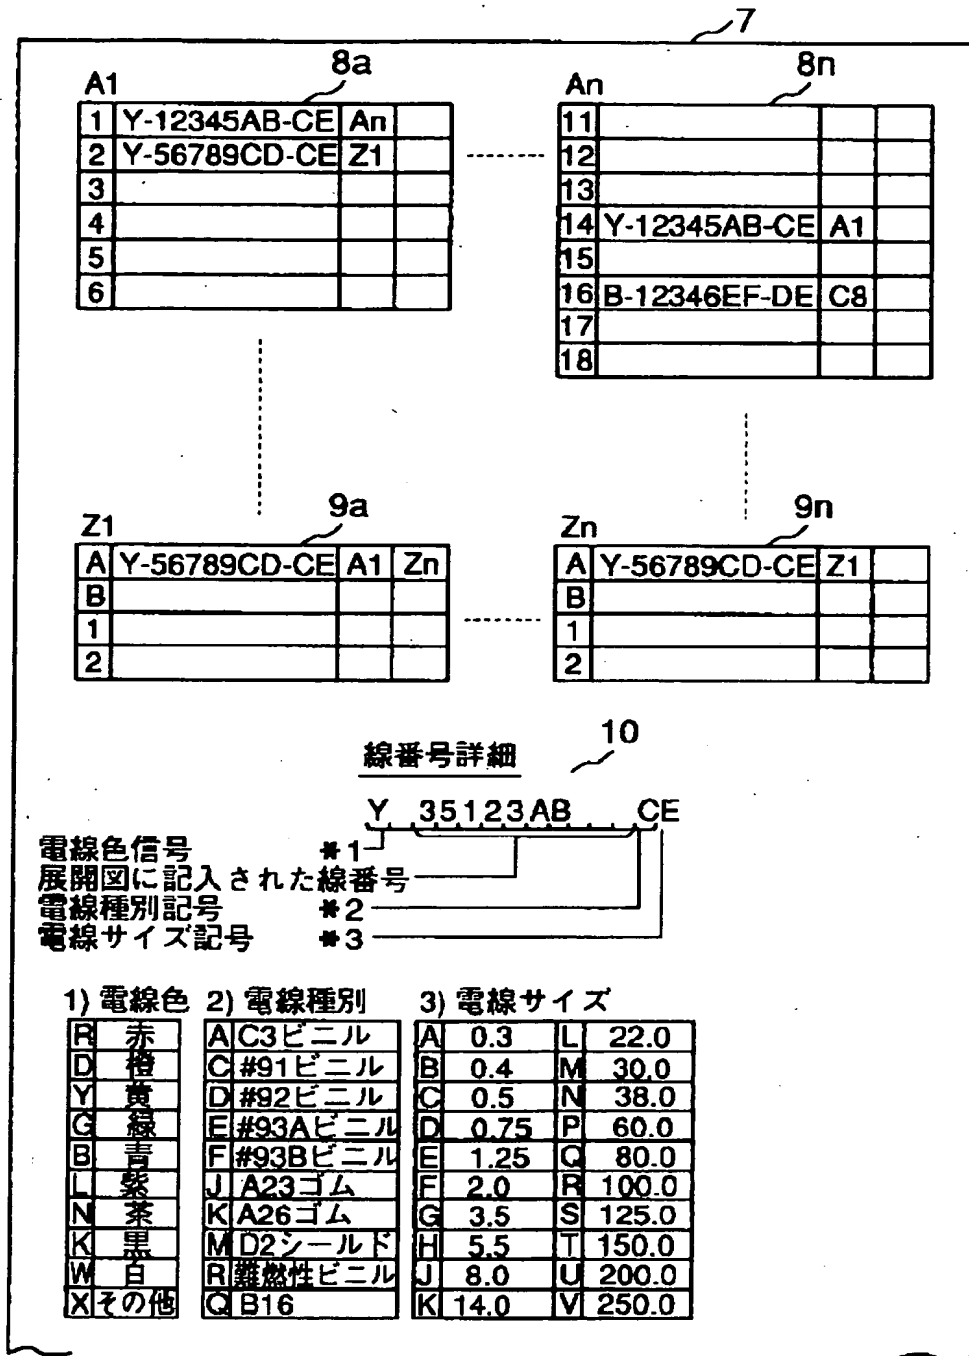 7
8a 8n
A1 An
1 Y-12345AB-CE An 11
2 Y-56789CD-CE Z1 12
3 13
4 14 Y-12345AB-CE A1
5 15
6 16 B-12346EF-DE C8
17
18
9a 9n
Z1 Zn
A Y-56789CD-CE A1 Zn A Y-56789CD-CE Z1
B B
1 1
2 2
線番号詳細 10
Y 35123AB CE
電線色信号 *1
展開図に記入された線番号
電線種別記号 *2
電線サイズ記号 *3
1) 電線色 2) 電線種別 3) 電線サイズ
R 赤 A C3ビニル A 0.3 L 22.0
D 橙 C #91ビニル B 0.4 M 30.0
Y 黄 D #92ビニル C 0.5 N 38.0
G 緑 E #93Aビニル D 0.75 P 60.0
B 青 F #93Bビニル E 1.25 Q 80.0
L 紫 J A23ゴム F 2.0 R 100.0
N 茶 K A26ゴム G 3.5 S 125.0
K 黒 M D2シールド H 5.5 T 150.0
W 白 R 難燃性ビニル J 8.0 U 200.0
X その他 Q B16 K 14.0 V 250.0